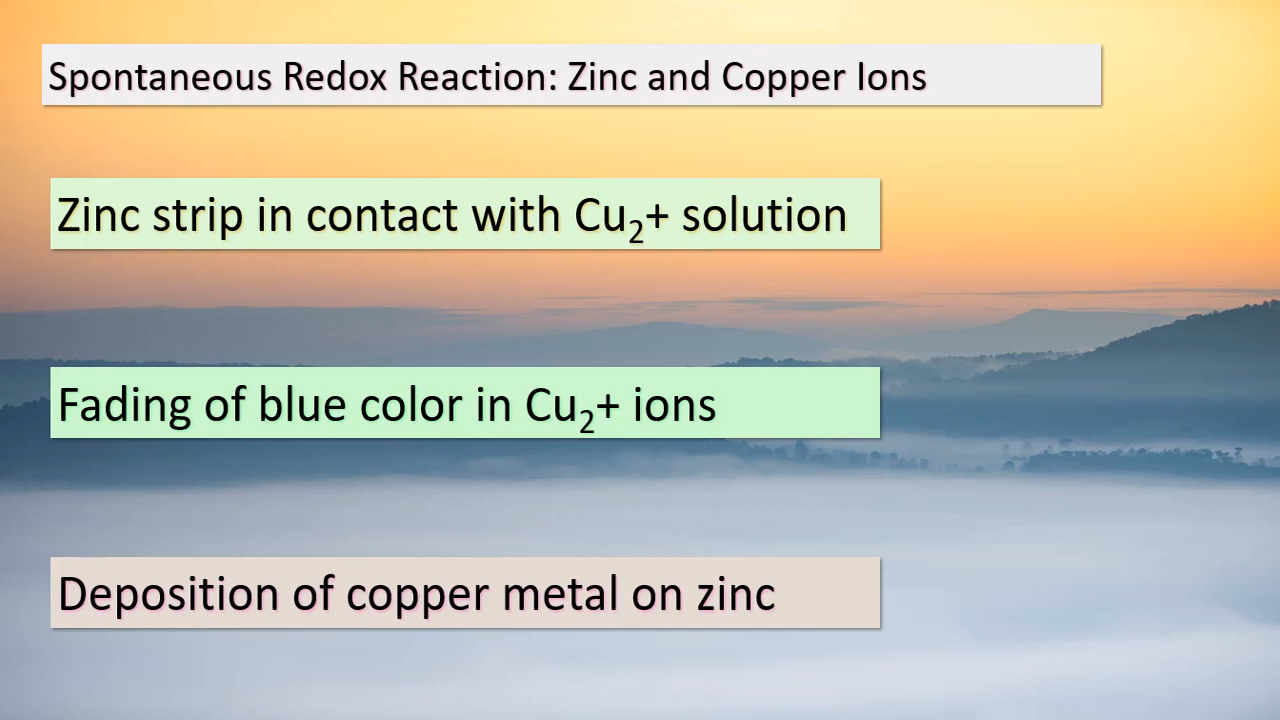 Spontaneous Redox Reaction: Zinc and Copper Ions
Zinc strip in contact with Cu₂+ solution
Fading of blue color in Cu₂+ ions
Deposition of copper metal on zinc